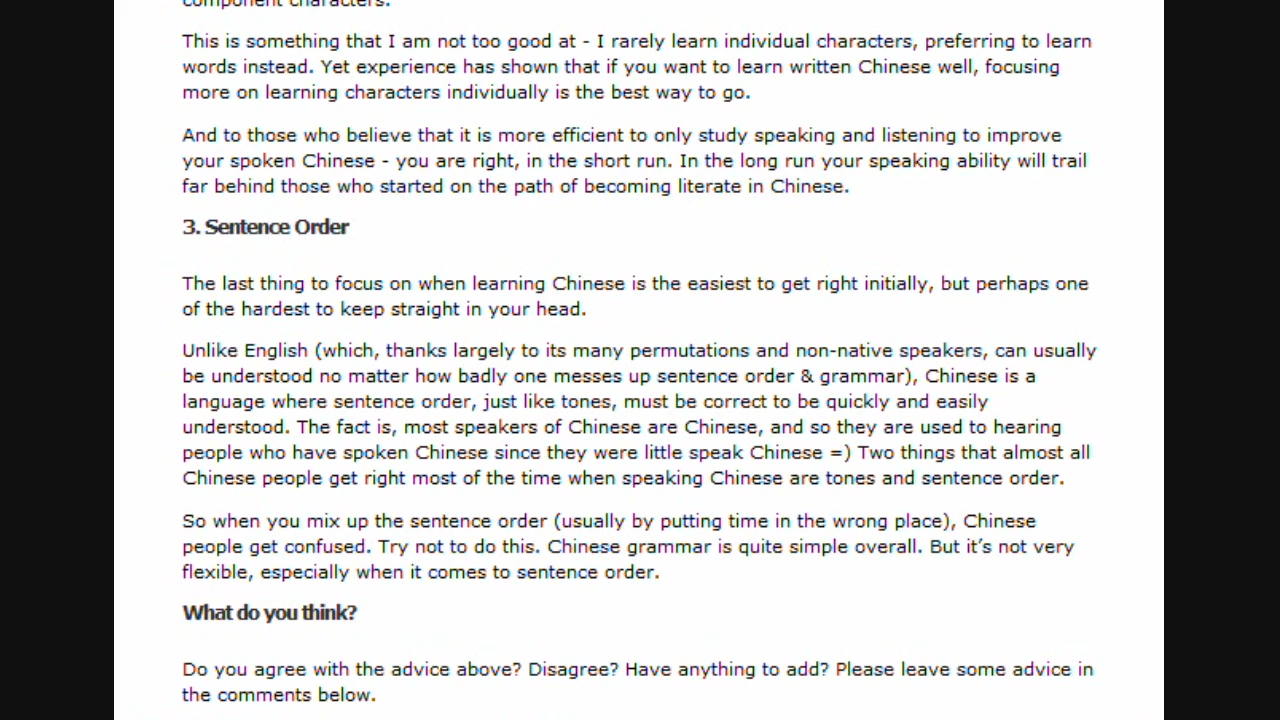 component characters.
This is something that I am not too good at - I rarely learn individual characters, preferring to learn
words instead. Yet experience has shown that if you want to learn written Chinese well, focusing
more on learning characters individually is the best way to go.
And to those who believe that it is more efficient to only study speaking and listening to improve
your spoken Chinese - you are right, in the short run. In the long run your speaking ability will trail
far behind those who started on the path of becoming literate in Chinese.
3. Sentence Order
The last thing to focus on when learning Chinese is the easiest to get right initially, but perhaps one
of the hardest to keep straight in your head.
Unlike English (which, thanks largely to its many permutations and non-native speakers, can usually
be understood no matter how badly one messes up sentence order & grammar), Chinese is a
language where sentence order, just like tones, must be correct to be quickly and easily
understood. The fact is, most speakers of Chinese are Chinese, and so they are used to hearing
people who have spoken Chinese since they were little speak Chinese =) Two things that almost all
Chinese people get right most of the time when speaking Chinese are tones and sentence order.
So when you mix up the sentence order (usually by putting time in the wrong place), Chinese
people get confused. Try not to do this. Chinese grammar is quite simple overall. But it’s not very
flexible, especially when it comes to sentence order.
What do you think?
Do you agree with the advice above? Disagree? Have anything to add? Please leave some advice in
the comments below.